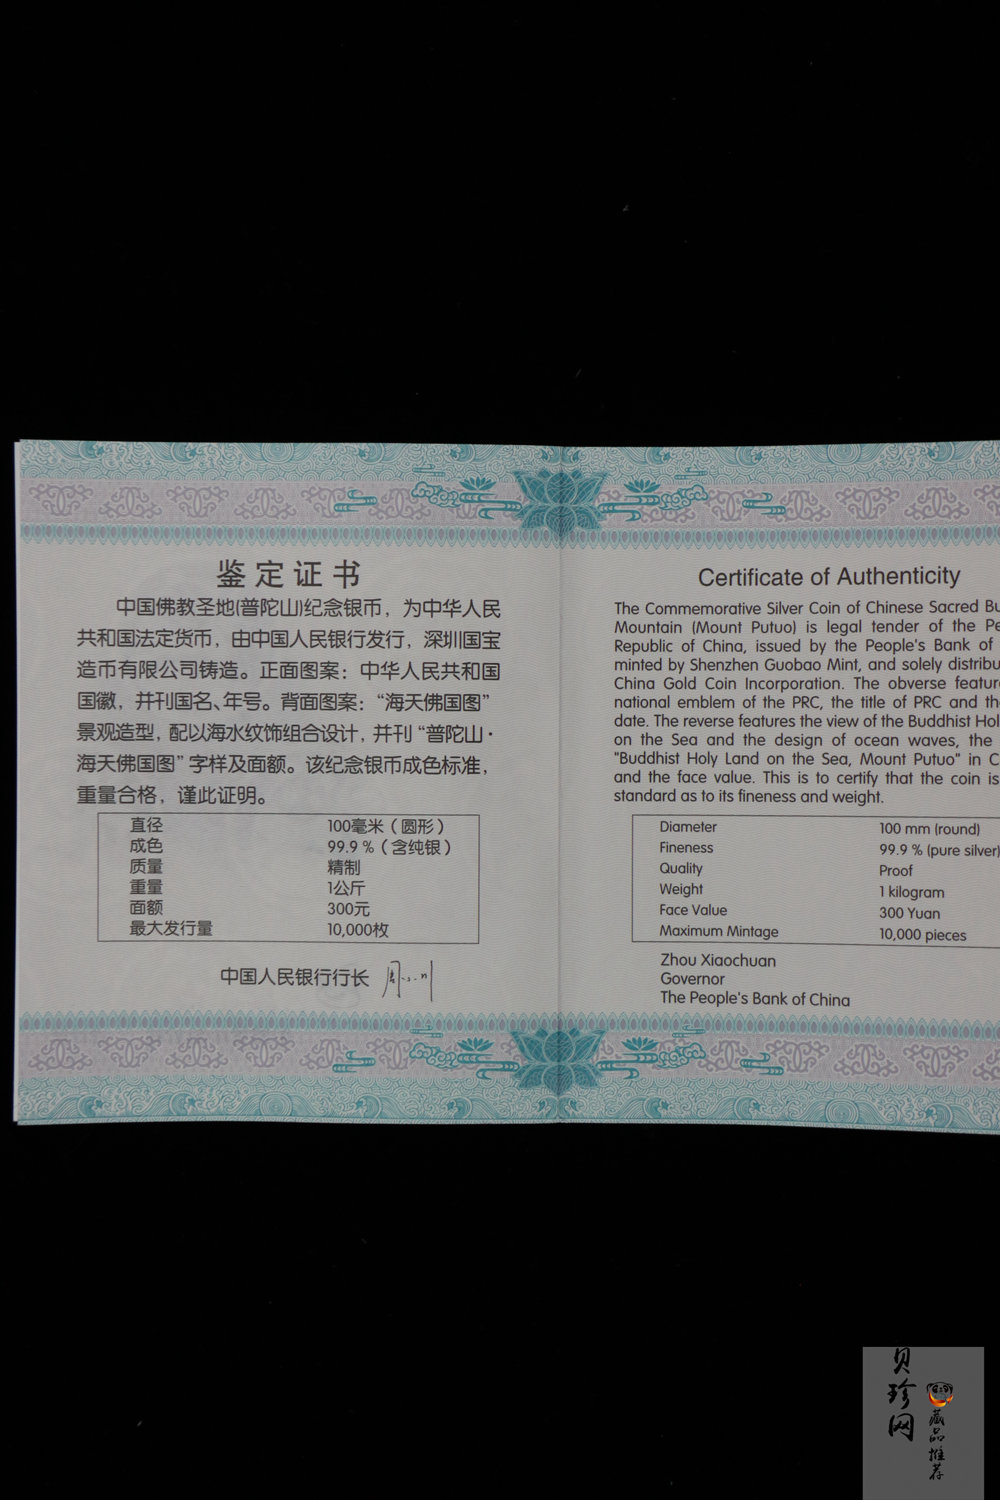 鉴定证书
中国佛教圣地(普陀山)纪念银币，为中华人民
共和国法定货币，由中国人民银行发行，深圳国宝
造币有限公司铸造。正面图案：中华人民共和国
国徽，并刊国名、年号。背面图案：“海天佛国图”
景观造型，配以海水纹饰组合设计，并刊“普陀山·
海天佛国图”字样及面额。该纪念银币成色标准，
重量合格，谨此证明。
直径 100毫米（圆形）
成色 99.9％（含纯银）
质量 精制
重量 1公斤
面额 300元
最大发行量 10,000枚
中国人民银行行长
Certificate of Authenticity
The Commemorative Silver Coin of Chinese Sacred Bu
Mountain (Mount Putuo) is legal tender of the Pe
Republic of China, issued by the People's Bank of
minted by Shenzhen Guobao Mint, and solely distribu
China Gold Coin Incorporation. The obverse featur
national emblem of the PRC, the title of PRC and th
date. The reverse features the view of the Buddhist Hol
on the Sea and the design of ocean waves, the
"Buddhist Holy Land on the Sea, Mount Putuo" in C
and the face value. This is to certify that the coin is
standard as to its fineness and weight.
Diameter 100 mm (round)
Fineness 99.9 % (pure silver)
Quality Proof
Weight 1 kilogram
Face Value 300 Yuan
Maximum Mintage 10,000 pieces
Zhou Xiaochuan
Governor
The People's Bank of China
贝珍网
藏品推荐